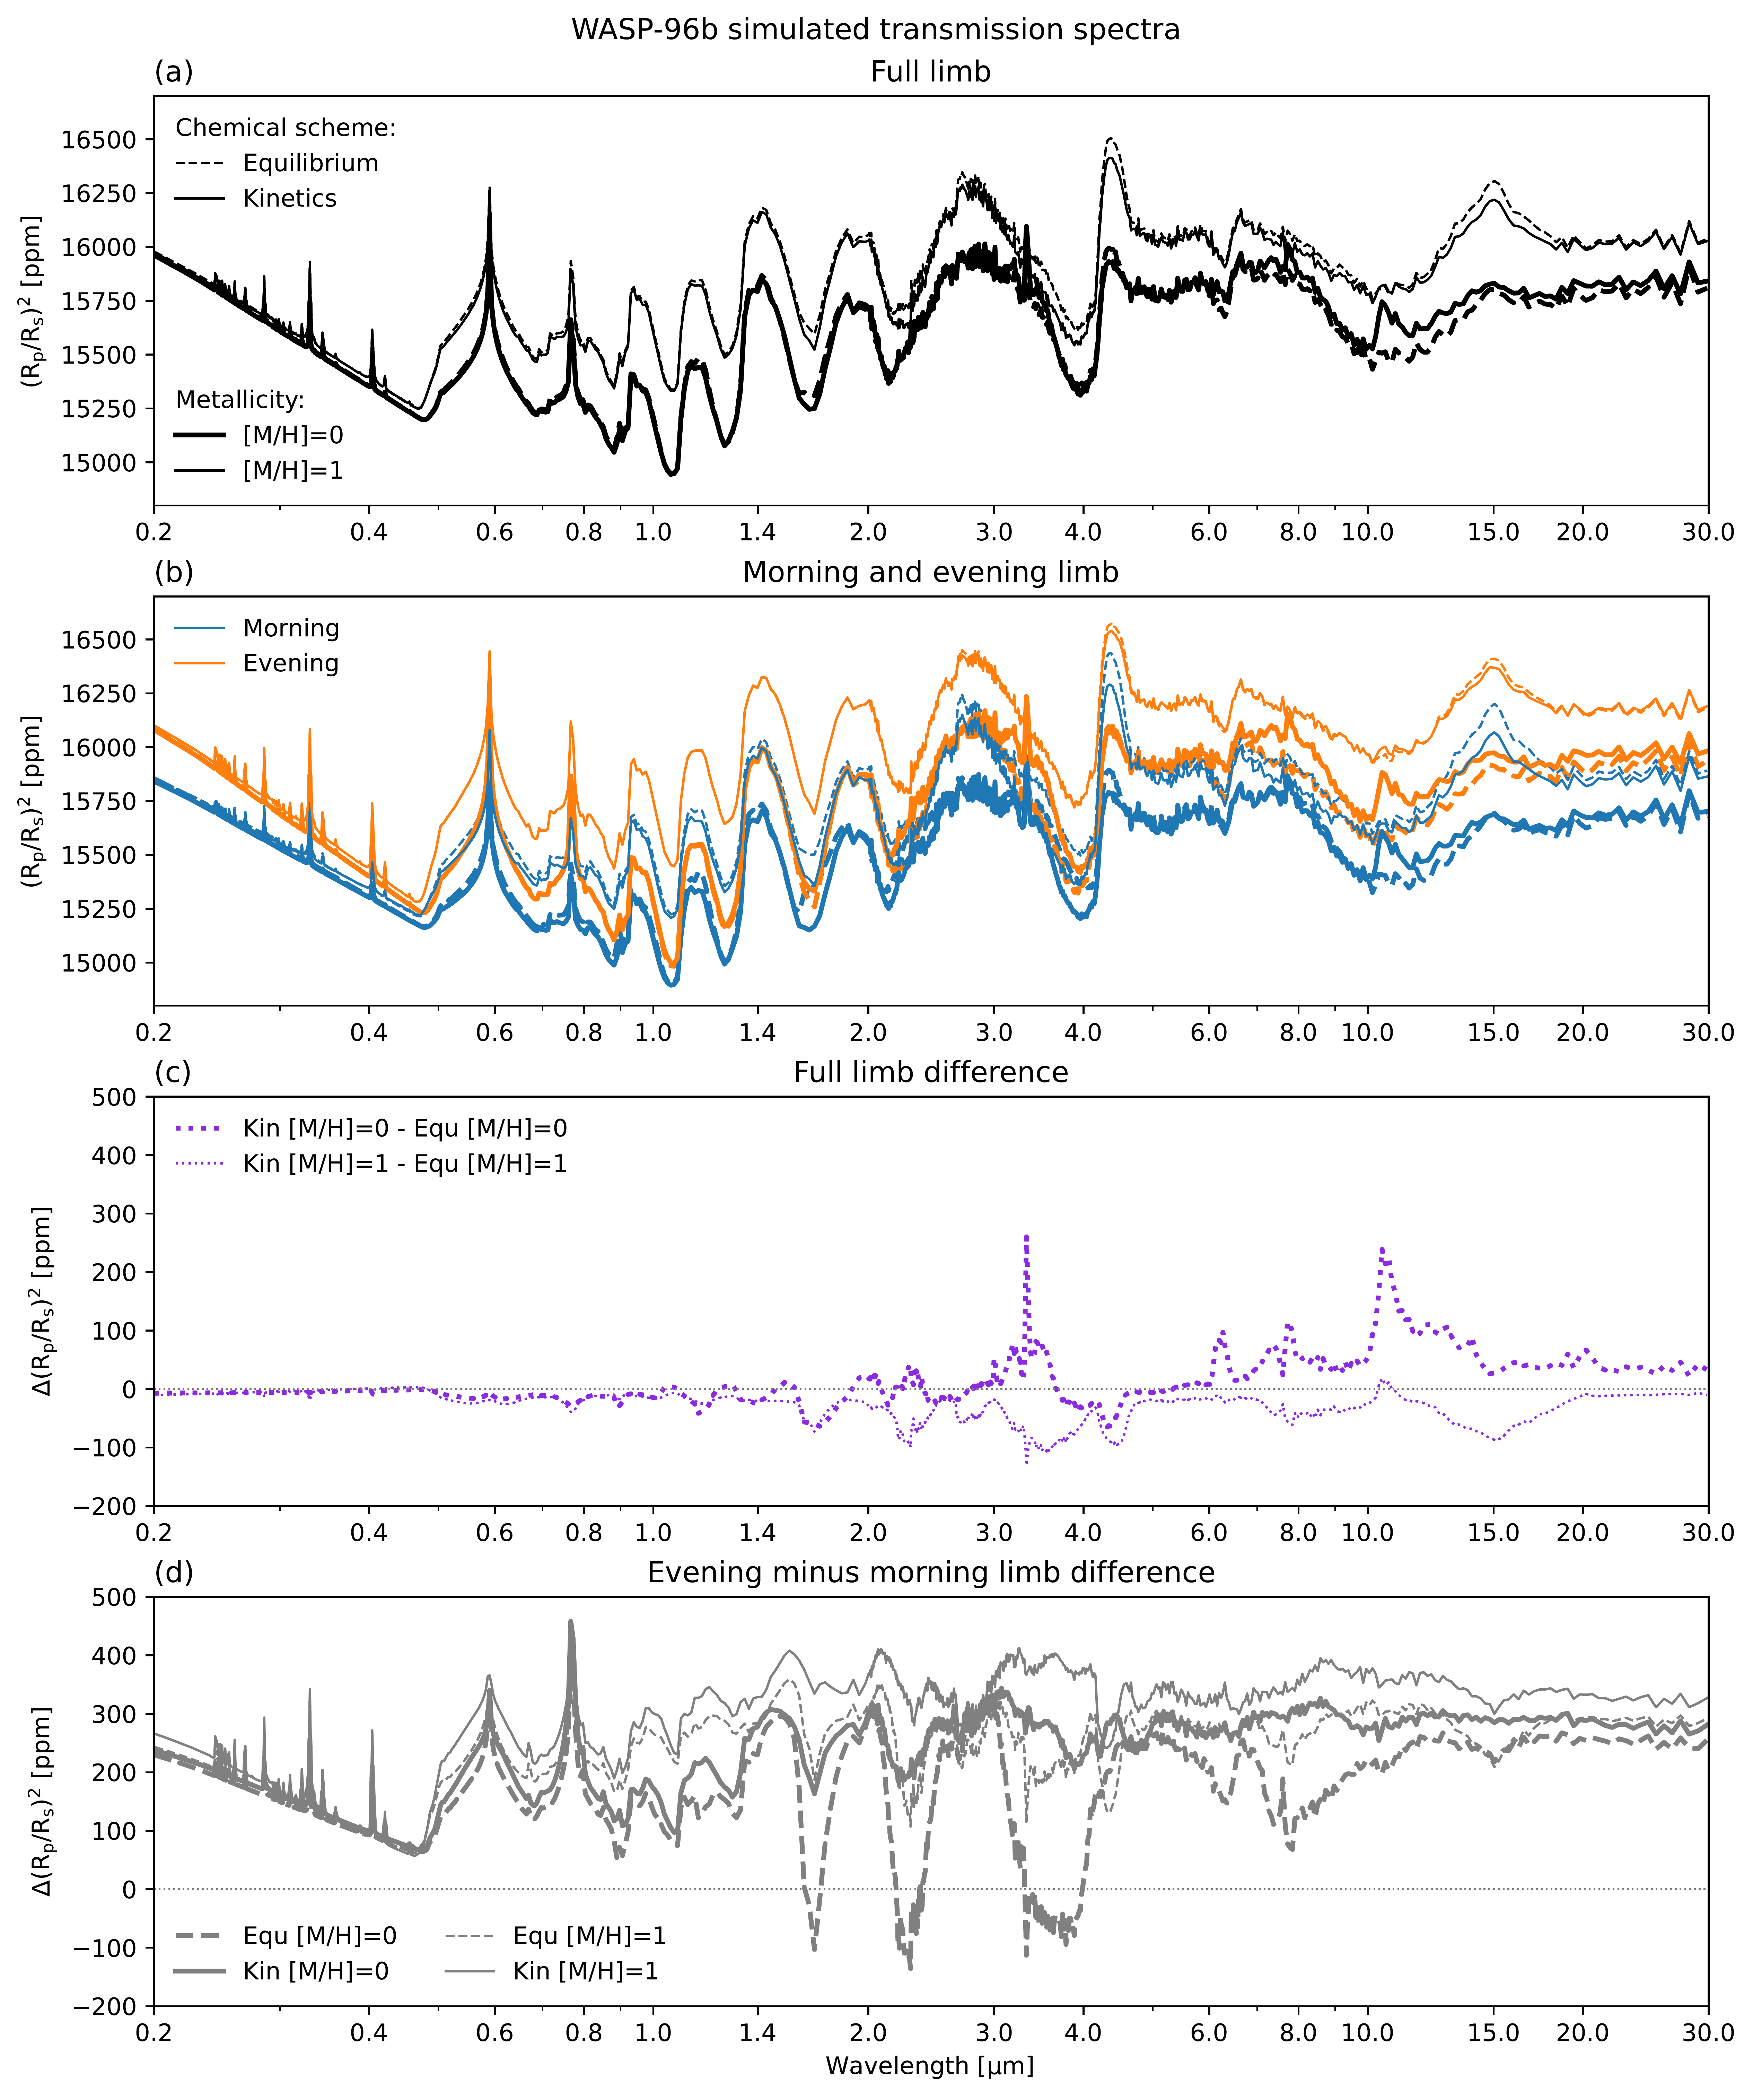 WASP-96b simulated transmission spectra
(a) Full limb
Chemical scheme:
Equilibrium
Kinetics
Metallicity:
[M/H]=0
[M/H]=1
(Rp/Rs)² [ppm]
16500
16250
16000
15750
15500
15250
15000
0.2 0.4 0.6 0.8 1.0 1.4 2.0 3.0 4.0 6.0 8.0 10.0 15.0 20.0 30.0
(b) Morning and evening limb
Morning
Evening
(Rp/Rs)² [ppm]
16500
16250
16000
15750
15500
15250
15000
0.2 0.4 0.6 0.8 1.0 1.4 2.0 3.0 4.0 6.0 8.0 10.0 15.0 20.0 30.0
(c) Full limb difference
Kin [M/H]=0 - Equ [M/H]=0
Kin [M/H]=1 - Equ [M/H]=1
Δ(Rp/Rs)² [ppm]
500
400
300
200
100
0
−100
−200
0.2 0.4 0.6 0.8 1.0 1.4 2.0 3.0 4.0 6.0 8.0 10.0 15.0 20.0 30.0
(d) Evening minus morning limb difference
Δ(Rp/Rs)² [ppm]
500
400
300
200
100
0
−100
−200
Equ [M/H]=0 Equ [M/H]=1
Kin [M/H]=0 Kin [M/H]=1
0.2 0.4 0.6 0.8 1.0 1.4 2.0 3.0 4.0 6.0 8.0 10.0 15.0 20.0 30.0
Wavelength [μm]